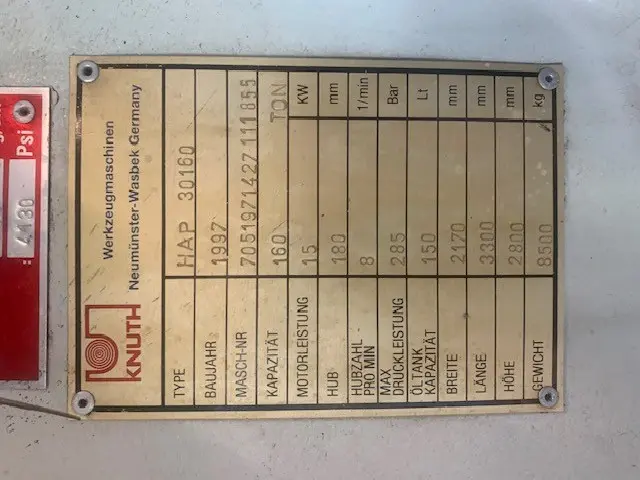 KNUTH
Werkzeugmaschinen
Neumünster-Wasbek Germany
TYPE HAP 30160
BAUJAHR 1997
MASCH-NR 7051971427 111 855
KAPAZITÄT 160 TON
MOTORLEISTUNG 15 KW
HUB 180 mm
HUBZAHL - PRO MIN 8 1/min
MAX DRUCKLEISTUNG 285 Bar
ÖLTANK KAPAZITÄT 150 Lt
BREITE 2170 mm
LÄNGE 3300 mm
HÖHE 2800 mm
GEWICHT 8500 kg
Psi
4130